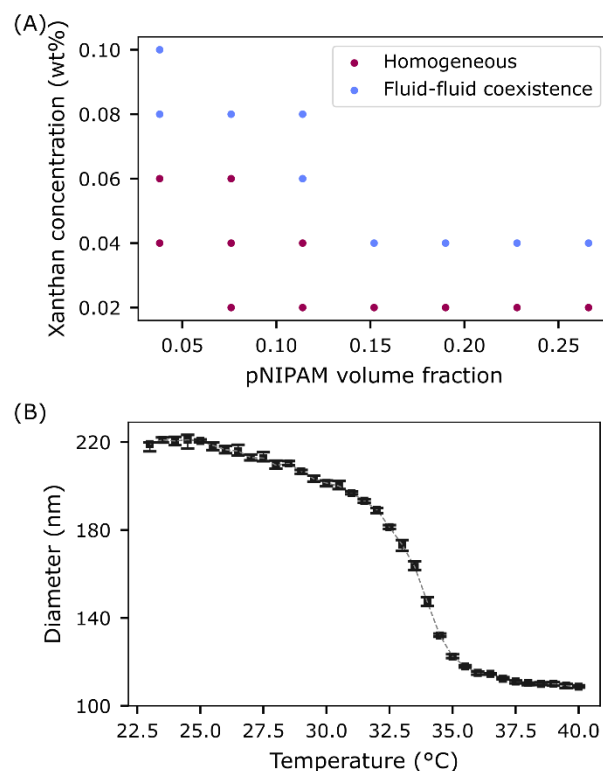 (A)
Xanthan concentration (wt%)
0.10
0.08
0.06
0.04
0.02
Homogeneous
Fluid-fluid coexistence
0.05
0.10
0.15
0.20
0.25
pNIPAM volume fraction
(B)
Diameter (nm)
220
180
140
100
22.5
25.0
27.5
30.0
32.5
35.0
37.5
40.0
Temperature (°C)